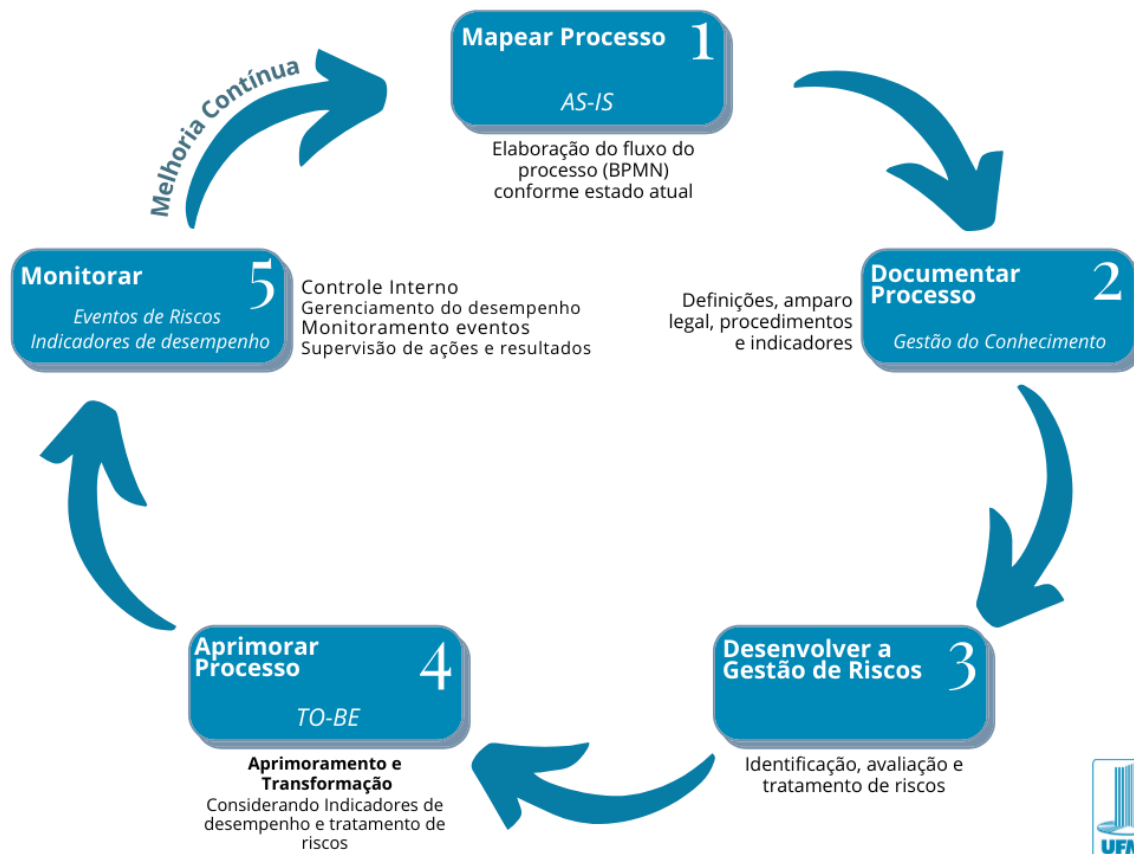 Melhoria Contínua
Mapear Processo
1
AS-IS
Elaboração do fluxo do
processo (BPMN)
conforme estado atual
Documentar
Processo
2
Gestão do Conhecimento
Definições, amparo
legal, procedimentos
e indicadores
Desenvolver a
Gestão de Riscos
3
Identificação, avaliação e
tratamento de riscos
Aprimorar
Processo
4
TO-BE
Aprimoramento e
Transformação
Considerando Indicadores de
desempenho e tratamento de
riscos
Monitorar
5
Eventos de Riscos
Indicadores de desempenho
Controle Interno
Gerenciamento do desempenho
Monitoramento eventos
Supervisão de ações e resultados